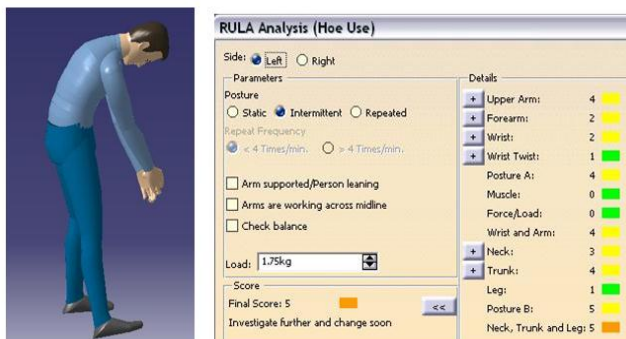 RULA Analysis (Hoe Use)
Side: Left Right
Parameters
Posture
Static Intermittent Repeated
Repeat Frequency
< 4 Times/min. > 4 Times/min.
Arm supported/Person leaning
Arms are working across midline
Check balance
Load: 1.75kg
Score
Final Score: 5
<<
Investigate further and change soon
Details
+ Upper Arm: 4
+ Forearm: 2
+ Wrist: 2
+ Wrist Twist: 1
Posture A: 4
Muscle: 0
Force/Load: 0
Wrist and Arm: 4
+ Neck: 3
+ Trunk: 4
Leg: 1
Posture B: 5
Neck, Trunk and Leg: 5